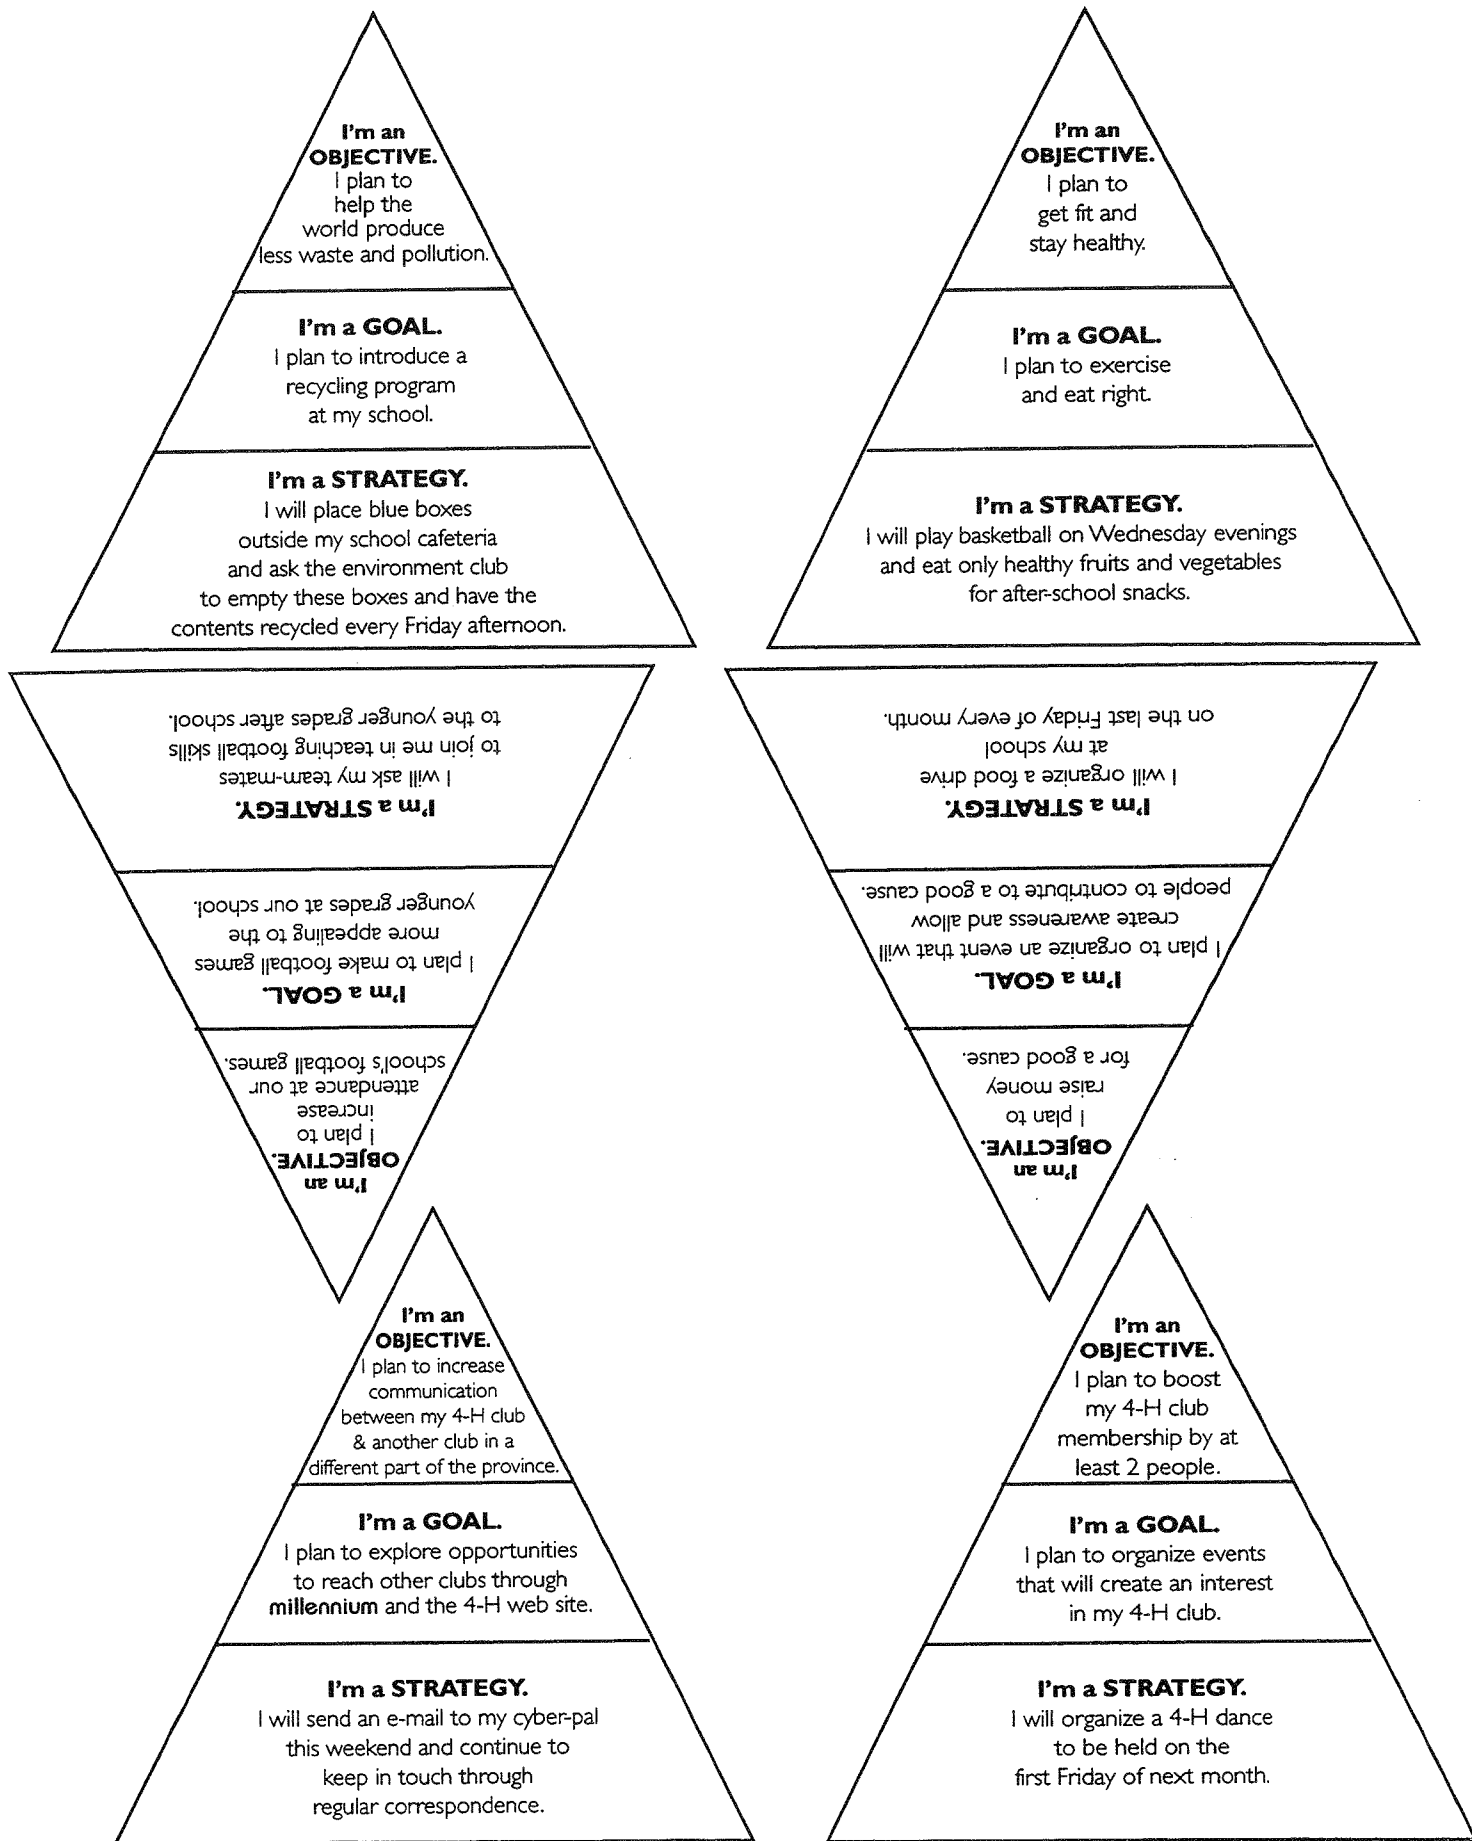 I'm an
OBJECTIVE.
I plan to
help the
world produce
less waste and pollution.
I'm a GOAL.
I plan to introduce a
recycling program
at my school.
I'm a STRATEGY.
I will place blue boxes
outside my school cafeteria
and ask the environment club
to empty these boxes and have the
contents recycled every Friday afternoon.
I'm an
OBJECTIVE.
I plan to
get fit and
stay healthy.
I'm a GOAL.
I plan to exercise
and eat right.
I'm a STRATEGY.
I will play basketball on Wednesday evenings
and eat only healthy fruits and vegetables
for after-school snacks.
I'm an
OBJECTIVE.
I plan to
increase
attendance at our
school's football games.
I'm a GOAL.
I plan to make football games
more appealing to the
younger grades at our school.
I'm a STRATEGY.
I will ask my team-mates
to join me in teaching football skills
to the younger grades after school.
I'm an
OBJECTIVE.
I plan to
raise money
for a good cause.
I'm a GOAL.
I plan to organize an event that will
create awareness and allow
people to contribute to a good cause.
I'm a STRATEGY.
I will organize a food drive
at my school
on the last Friday of every month.
I'm an
OBJECTIVE.
I plan to increase
communication
between my 4-H club
& another club in a
different part of the province.
I'm a GOAL.
I plan to explore opportunities
to reach other clubs through
millennium and the 4-H web site.
I'm a STRATEGY.
I will send an e-mail to my cyber-pal
this weekend and continue to
keep in touch through
regular correspondence.
I'm an
OBJECTIVE.
I plan to boost
my 4-H club
membership by at
least 2 people.
I'm a GOAL.
I plan to organize events
that will create an interest
in my 4-H club.
I'm a STRATEGY.
I will organize a 4-H dance
to be held on the
first Friday of next month.